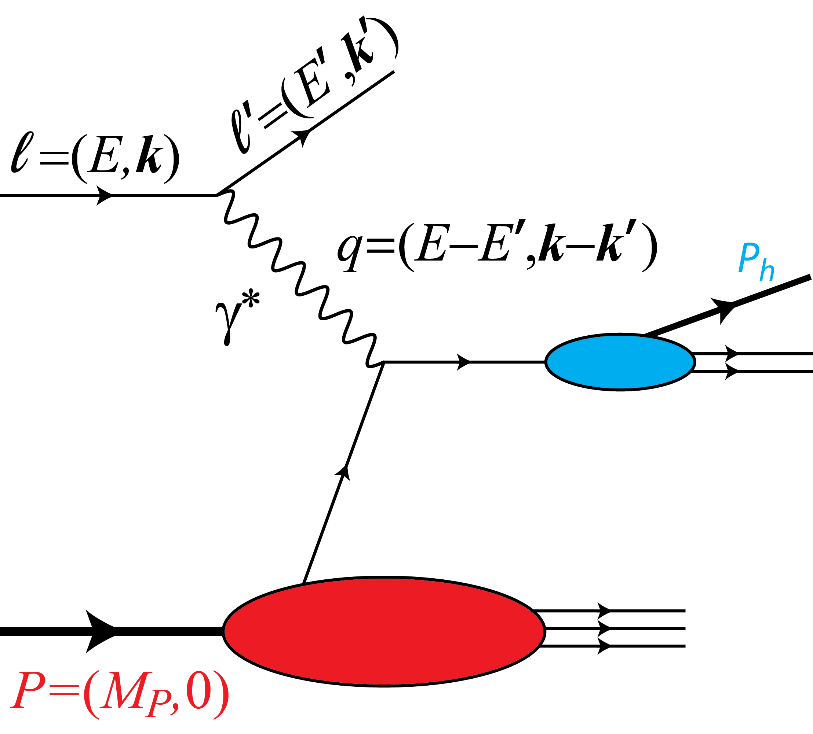 ℓ'=(E',k')
ℓ=(E,k)
q=(E−E',k−k')
P_h
γ*
P=(M_P,0)